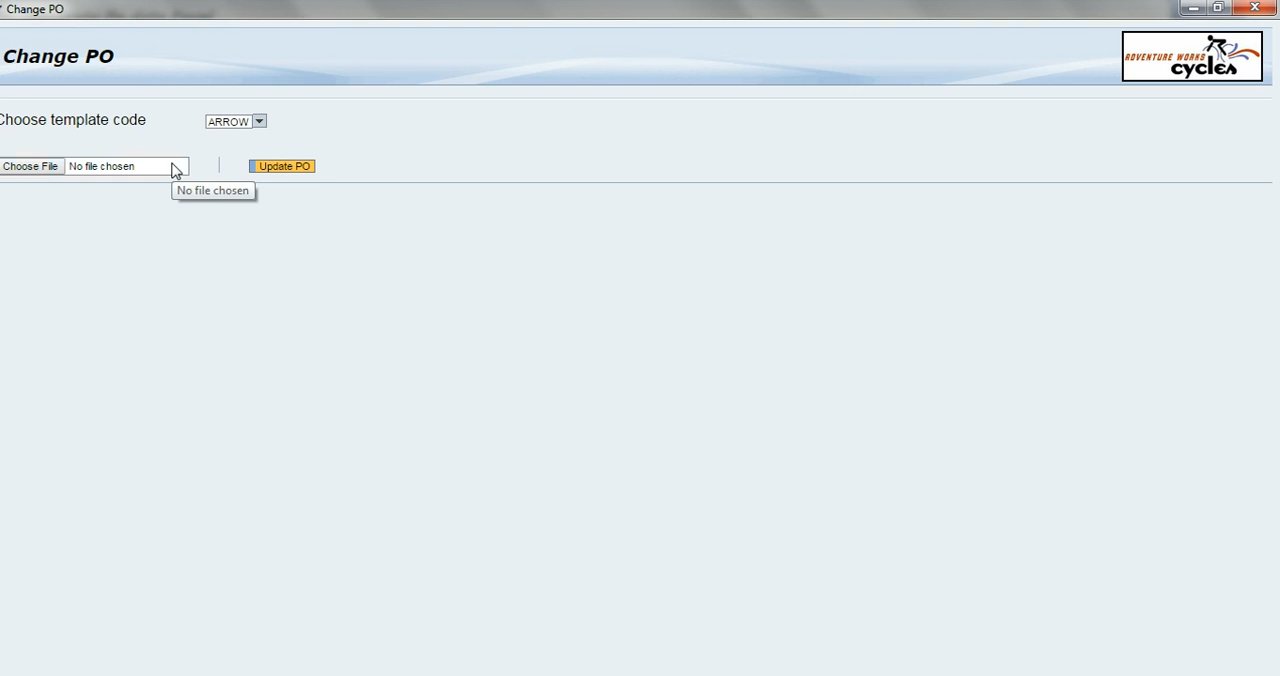 Change PO
Change PO
ADVENTURE WORKS
cycles
Choose template code
ARROW
Choose File No file chosen
Update PO
No file chosen